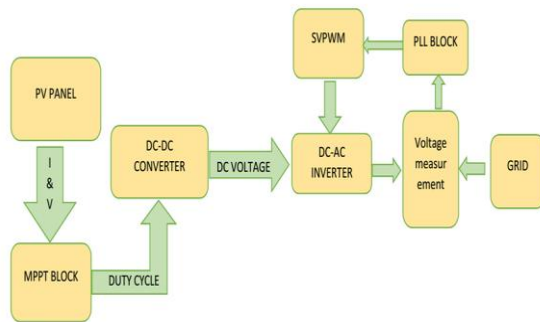 SVPWM
PLL BLOCK
PV PANEL
I
&
V
DC-DC
CONVERTER
DC VOLTAGE
DC-AC
INVERTER
Voltage
measur
ement
GRID
MPPT BLOCK
DUTY CYCLE